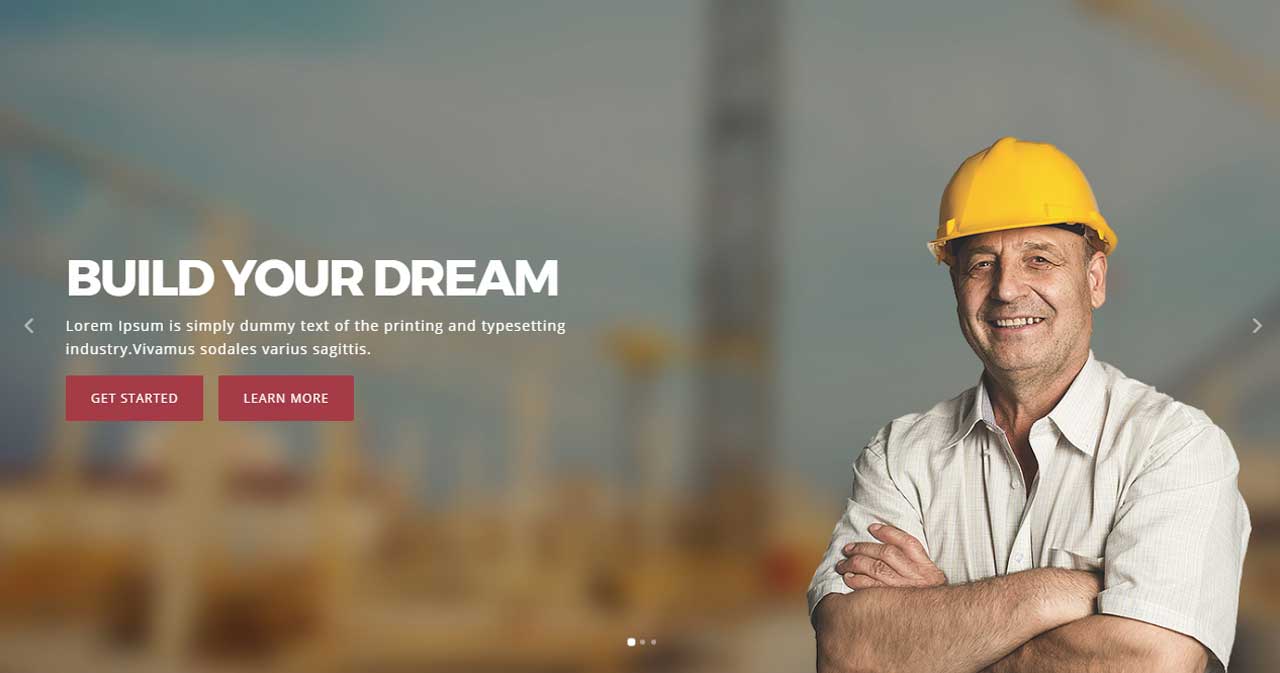 BUILD YOUR DREAM
Lorem Ipsum is simply dummy text of the printing and typesetting
industry.Vivamus sodales varius sagittis.
GET STARTED LEARN MORE